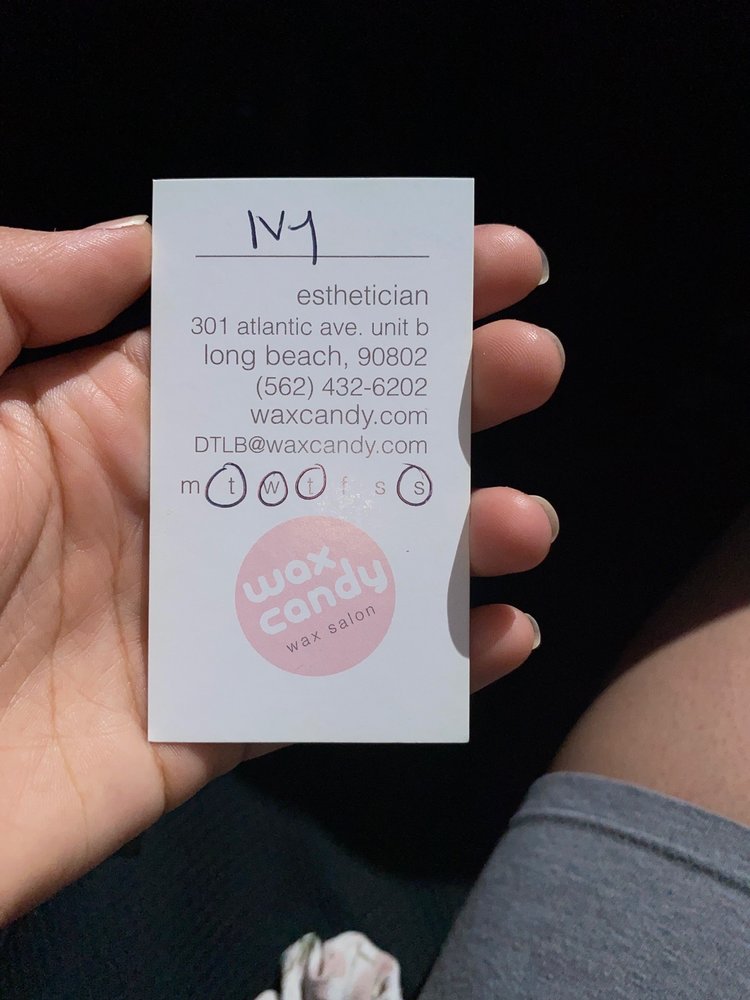 Ivy
esthetician
301 atlantic ave. unit b
long beach, 90802
(562) 432-6202
waxcandy.com
DTLB@waxcandy.com
m t w t f s s
wax
candy
wax salon